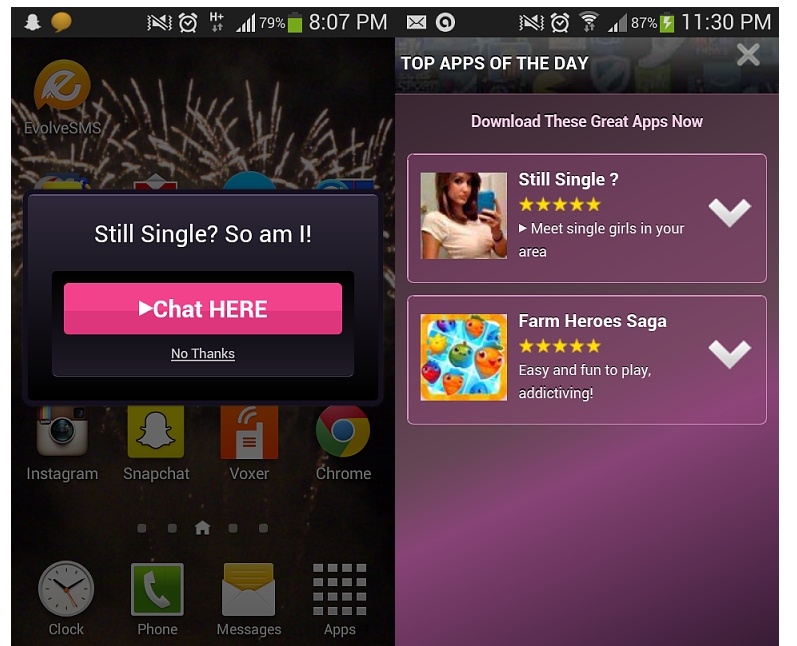 H+
79%
8:07 PM
EvolveSMS
Still Single? So am I!
▶Chat HERE
No Thanks
Instagram
Snapchat
Voxer
Chrome
Clock
Phone
Messages
Apps
87%
11:30 PM
TOP APPS OF THE DAY
Download These Great Apps Now
Still Single ?
▶ Meet single girls in your
area
Farm Heroes Saga
Easy and fun to play,
addictiving!